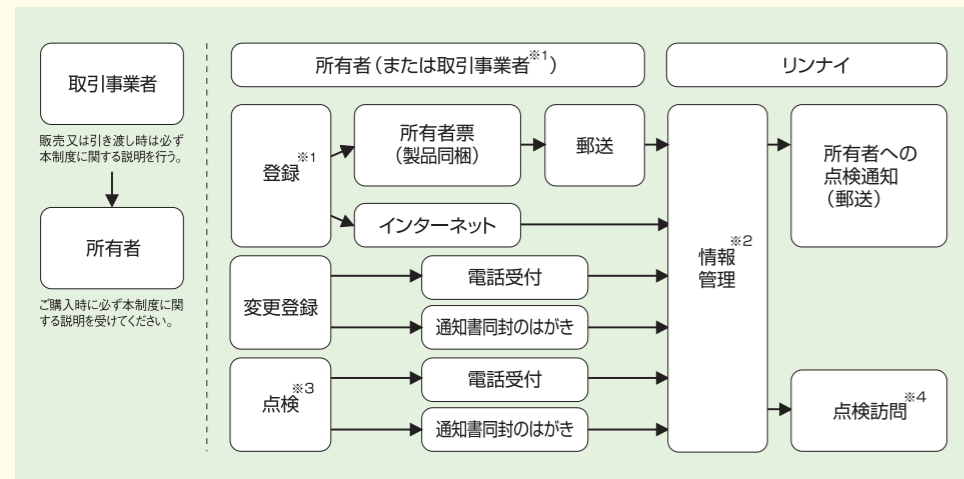 取引事業者
販売又は引き渡し時は必ず
本制度に関する説明を行う。
所有者
ご購入時に必ず本制度に関
する説明を受けてください。
所有者（または取引事業者※1）
リンナイ
登録※1
所有者票
（製品同梱）
郵送
インターネット
変更登録
電話受付
通知書同封のはがき
点検※3
電話受付
通知書同封のはがき
情報※2
管理
所有者への
点検通知
（郵送）
点検訪問※4